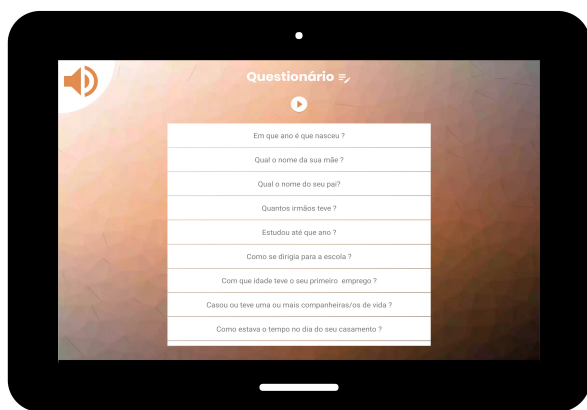 Questionário
Em que ano é que nasceu ?
Qual o nome da sua mãe ?
Qual o nome do seu pai?
Quantos irmãos teve ?
Estudou até que ano ?
Como se dirigia para a escola ?
Com que idade teve o seu primeiro emprego ?
Casou ou teve uma ou mais companheiras/os de vida ?
Como estava o tempo no dia do seu casamento ?